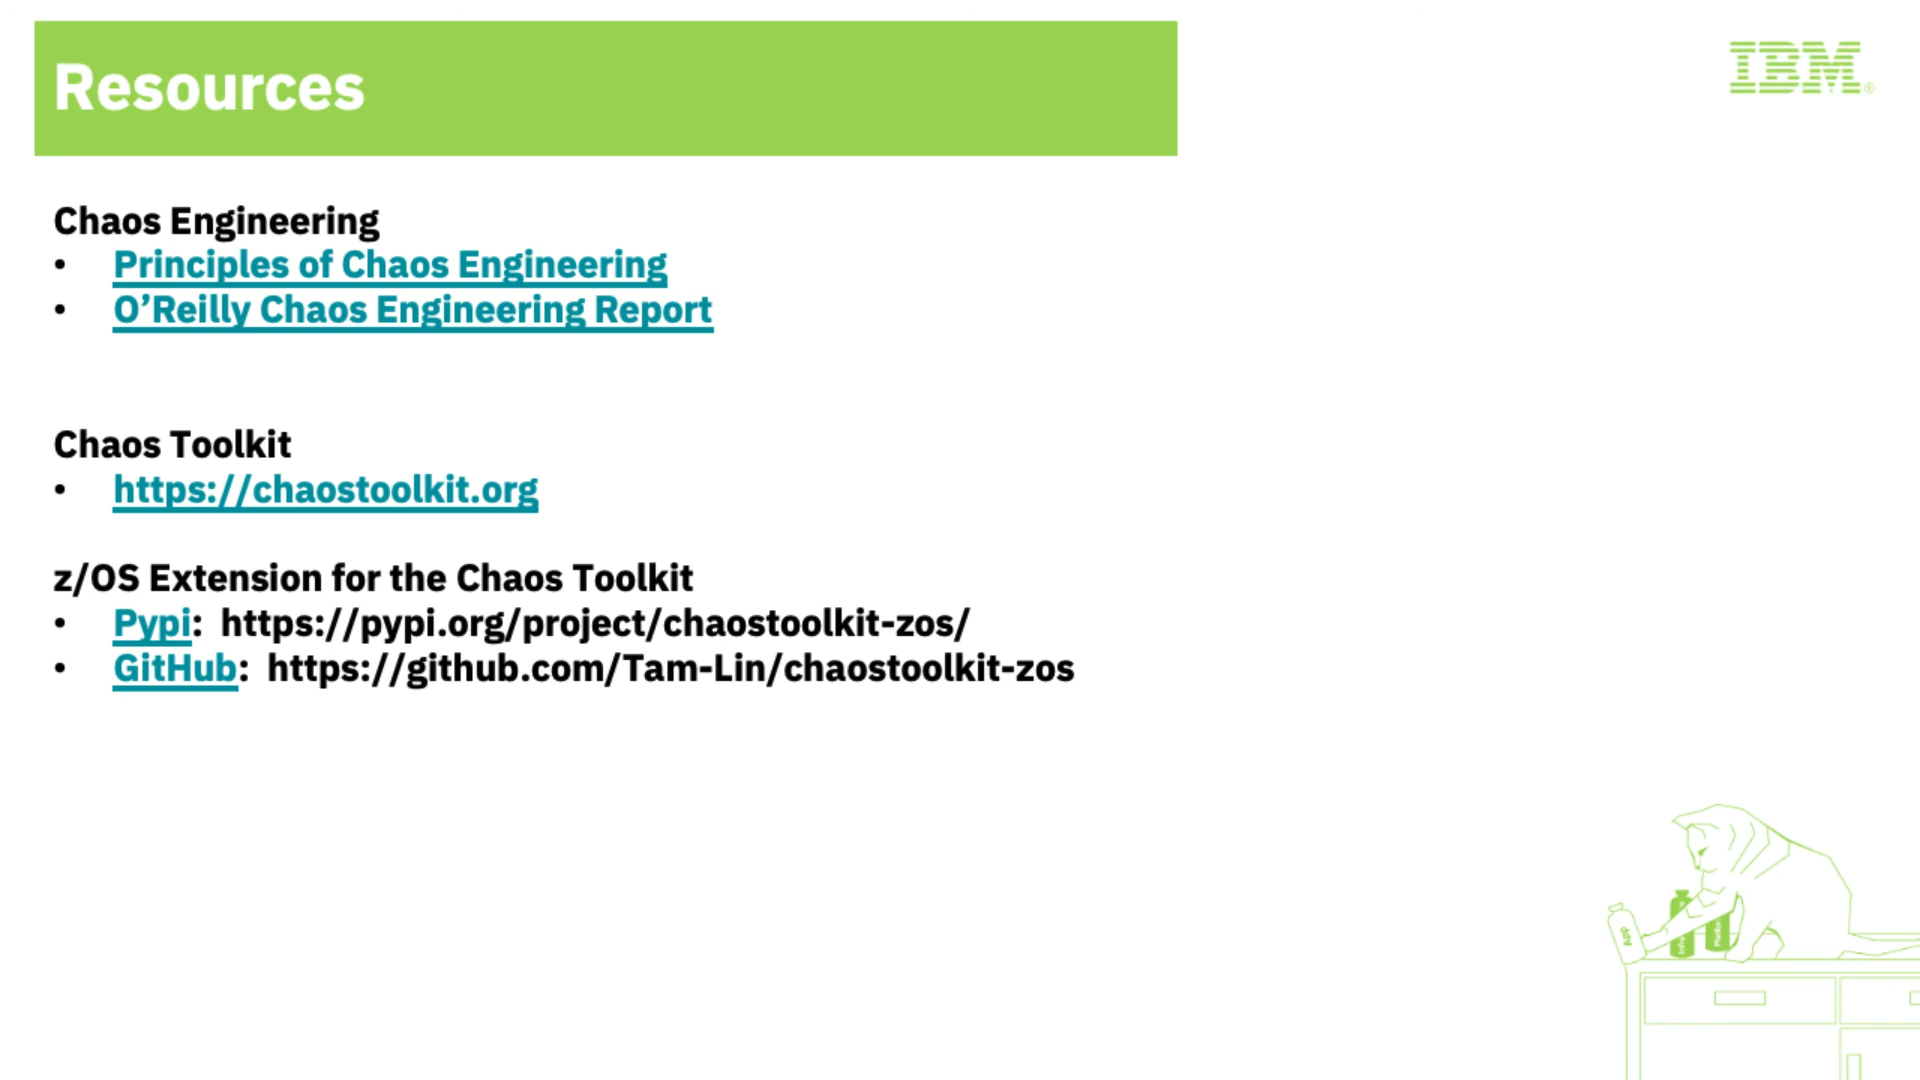 Resources
IBM®
Chaos Engineering
• Principles of Chaos Engineering
• O’Reilly Chaos Engineering Report
Chaos Toolkit
• https://chaostoolkit.org
z/OS Extension for the Chaos Toolkit
• Pypi: https://pypi.org/project/chaostoolkit-zos/
• GitHub: https://github.com/Tam-Lin/chaostoolkit-zos
APP